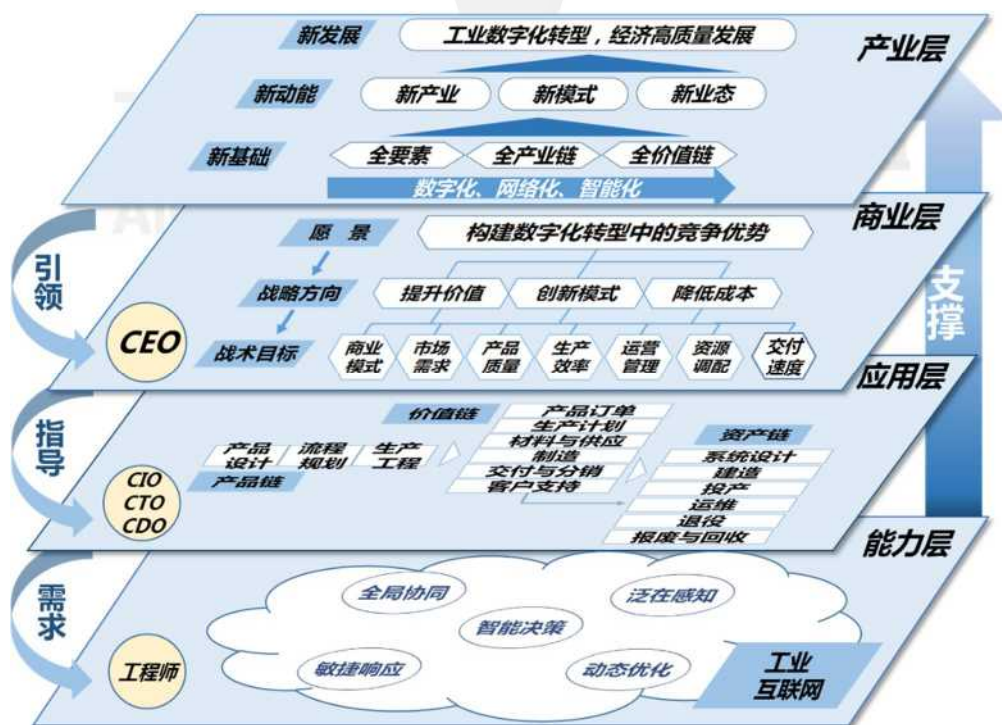 产业层
新发展
工业数字化转型，经济高质量发展
新动能
新产业
新模式
新业态
新基础
全要素
全产业链
全价值链
数字化、网络化、智能化
商业层
愿 景
构建数字化转型中的竞争优势
战略方向
提升价值
创新模式
降低成本
战术目标
商业
模式
市场
需求
产品
质量
生产
效率
运营
管理
资源
调配
交付
速度
引领
CEO
支撑
应用层
价值链
产品订单
生产计划
材料与供应
制造
交付与分销
客户支持
产品
设计
流程
规划
生产
工程
产品链
资产链
系统设计
建造
投产
运维
退役
报废与回收
指导
CIO
CTO
CDO
能力层
全局协同
泛在感知
智能决策
敏捷响应
动态优化
工业
互联网
需求
工程师